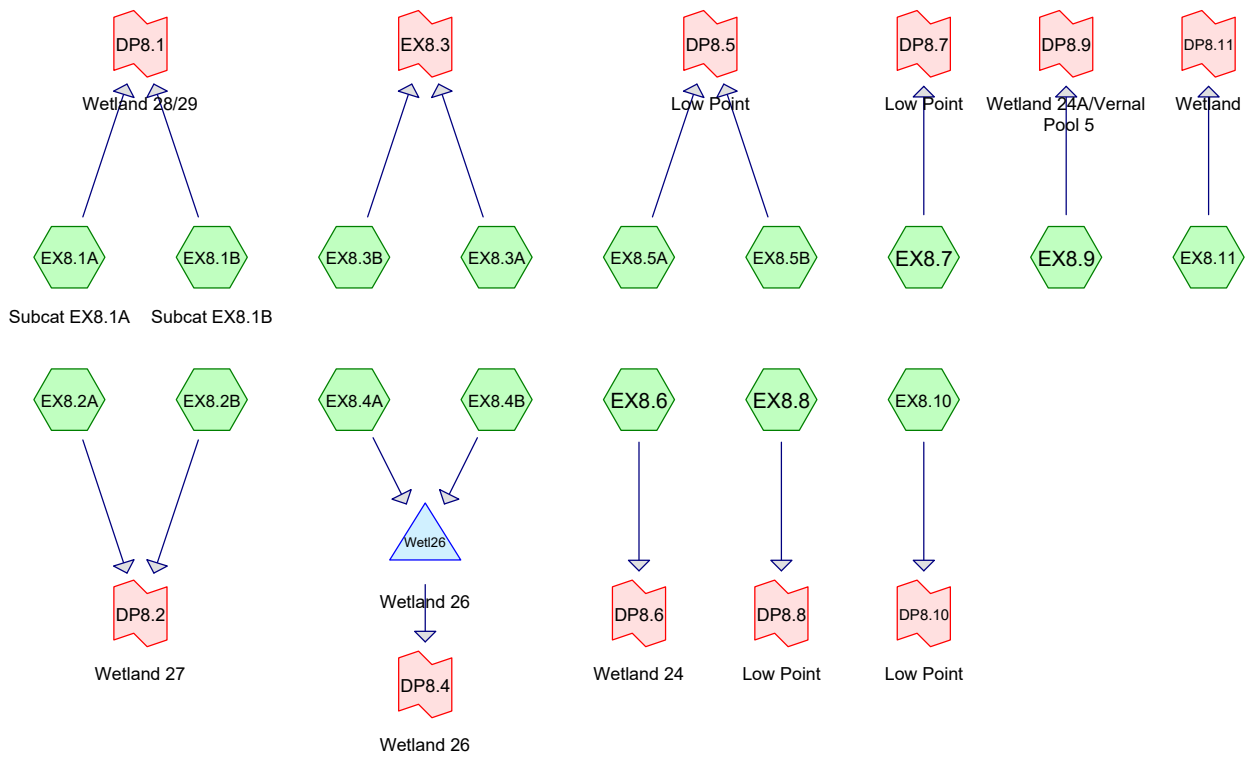 DP8.1
EX8.3
DP8.5
DP8.7
DP8.9
DP8.11
Wetland 28/29
Low Point
Low Point
Wetland 24A/Vernal
Pool 5
Wetland
EX8.1A
EX8.1B
EX8.3B
EX8.3A
EX8.5A
EX8.5B
EX8.7
EX8.9
EX8.11
Subcat EX8.1A
Subcat EX8.1B
EX8.2A
EX8.2B
EX8.4A
EX8.4B
EX8.6
EX8.8
EX8.10
Wetl26
Wetland 26
DP8.2
DP8.6
DP8.8
DP8.10
Wetland 27
Wetland 24
Low Point
Low Point
DP8.4
Wetland 26